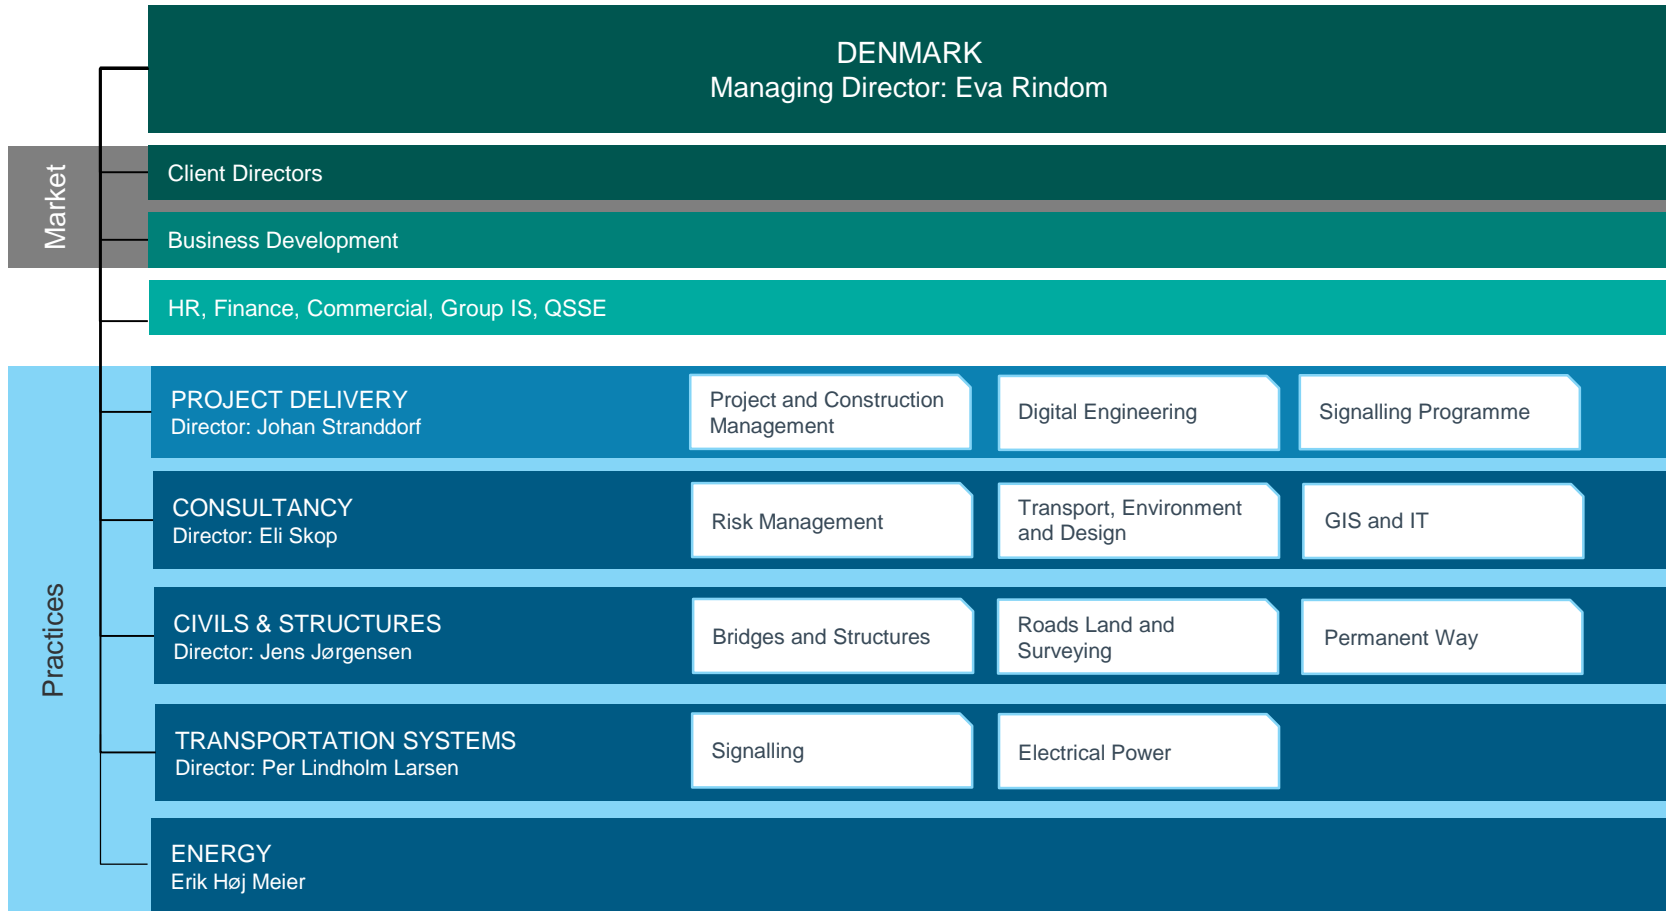 DENMARK
Managing Director: Eva Rindom
Market
Client Directors
Business Development
HR, Finance, Commercial, Group IS, QSSE
Practices
PROJECT DELIVERY
Director: Johan Stranddorf
Project and Construction
Management
Digital Engineering
Signalling Programme
CONSULTANCY
Director: Eli Skop
Risk Management
Transport, Environment
and Design
GIS and IT
CIVILS & STRUCTURES
Director: Jens Jørgensen
Bridges and Structures
Roads Land and
Surveying
Permanent Way
TRANSPORTATION SYSTEMS
Director: Per Lindholm Larsen
Signalling
Electrical Power
ENERGY
Erik Høj Meier